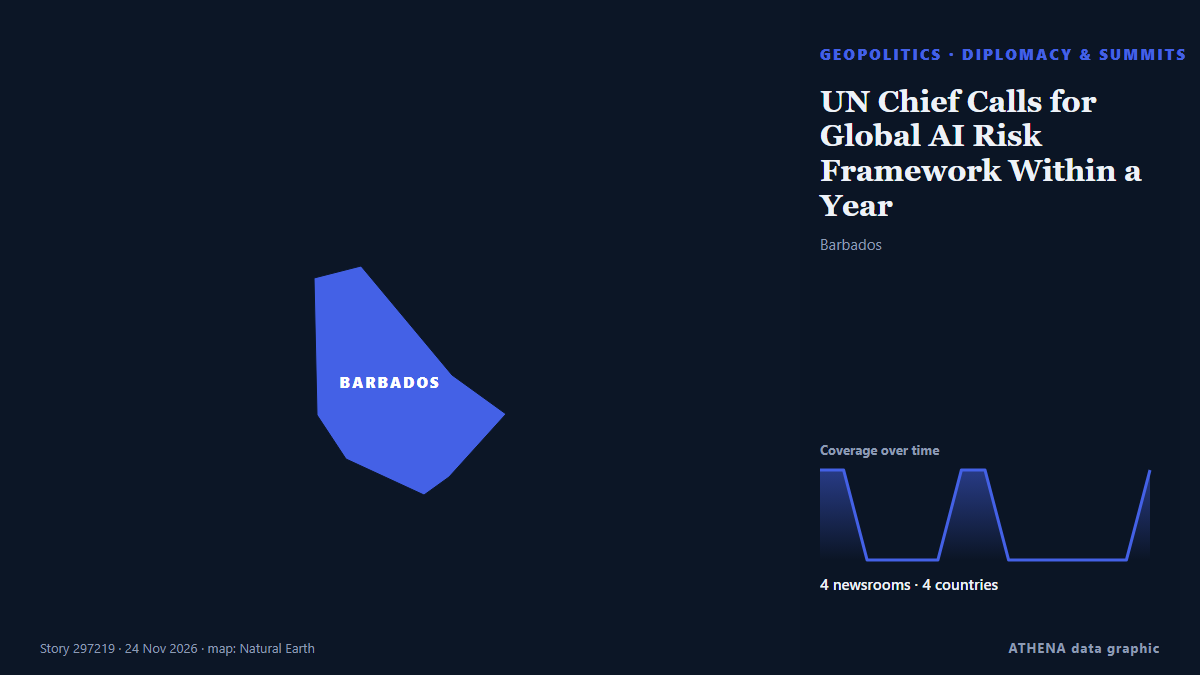 GEOPOLITICS · DIPLOMACY & SUMMITS
UN Chief Calls for
Global AI Risk
Framework Within a
Year
Barbados
BARBADOS
Coverage over time
4 newsrooms · 4 countries
Story 297219 · 24 Nov 2026 · map: Natural Earth
ATHENA data graphic